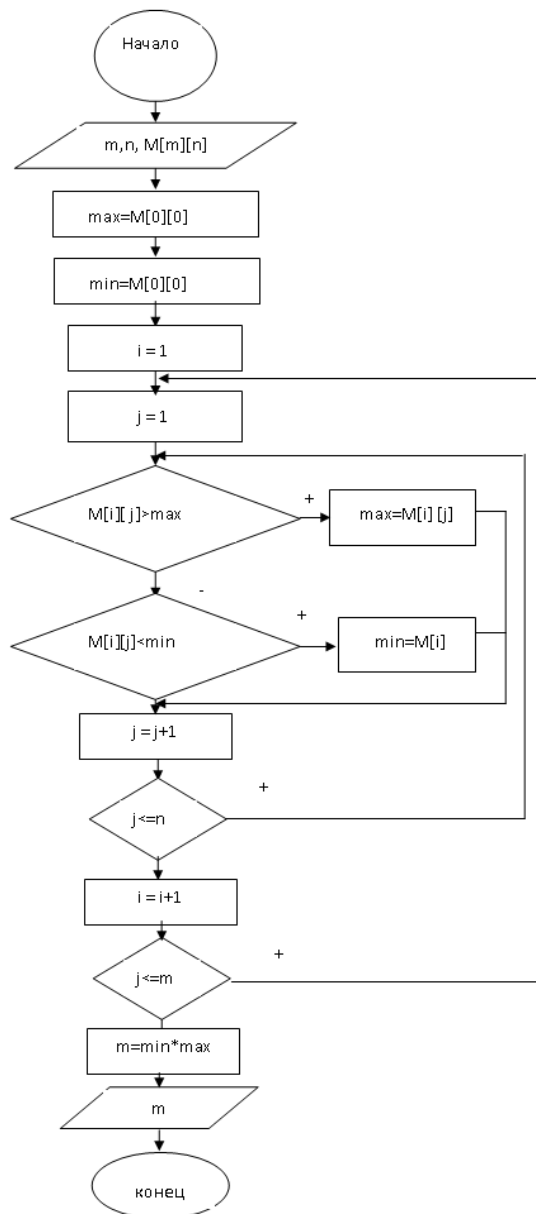 Начало
m,n, M[m][n]
max=M[0][0]
min=M[0][0]
i = 1
j = 1
M[i][ j]>max
+
max=M[i] [j]
-
M[i][j]<min
+
min=M[i]
j = j+1
+
j<=n
i = i+1
+
j<=m
m=min*max
m
конец